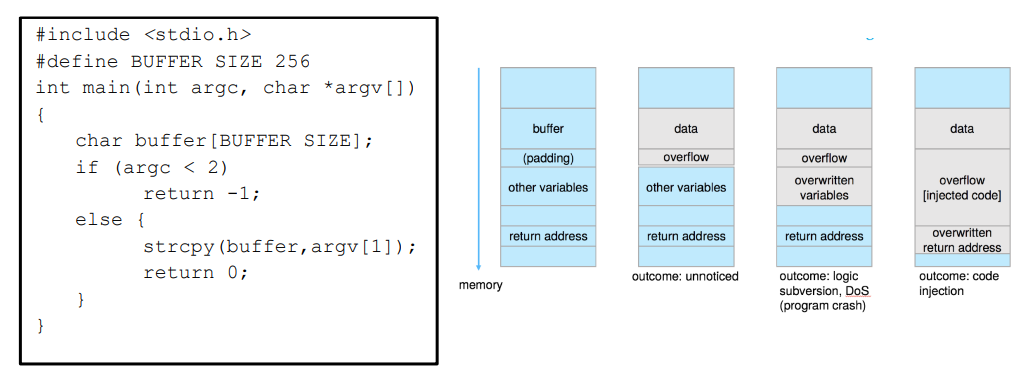 #include <stdio.h>
#define BUFFER SIZE 256
int main(int argc, char *argv[])
{
char buffer[BUFFER SIZE];
if (argc < 2)
return -1;
else {
strcpy(buffer,argv[1]);
return 0;
}
}
memory
buffer
(padding)
other variables
return address
data
overflow
other variables
return address
outcome: unnoticed
data
overflow
overwritten
variables
return address
outcome: logic
subversion, DoS
(program crash)
data
overflow
[injected code]
overwritten
return address
outcome: code
injection